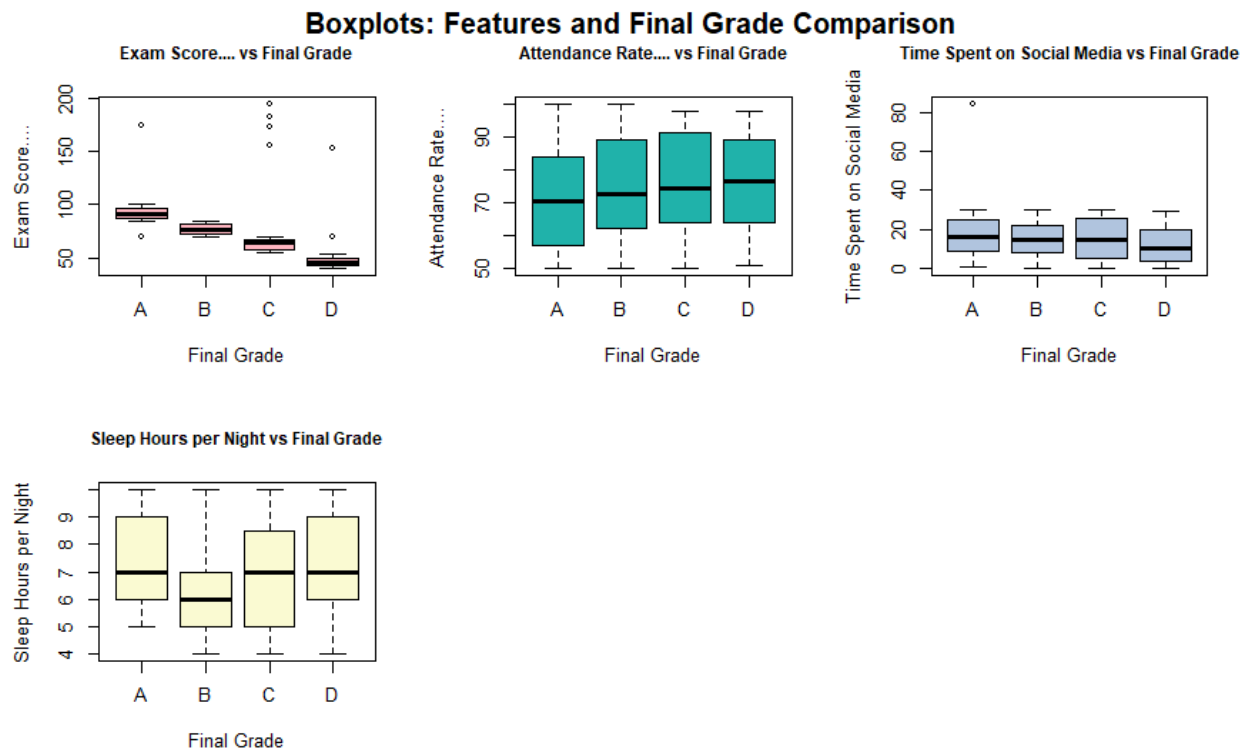 Boxplots: Features and Final Grade Comparison
Exam Score.... vs Final Grade
Exam Score....
200
150
100
50
A B C D
Final Grade
Attendance Rate.... vs Final Grade
Attendance Rate....
90
70
50
A B C D
Final Grade
Time Spent on Social Media vs Final Grade
Time Spent on Social Media
80
60
40
20
0
A B C D
Final Grade
Sleep Hours per Night vs Final Grade
Sleep Hours per Night
9
8
7
6
5
4
A B C D
Final Grade